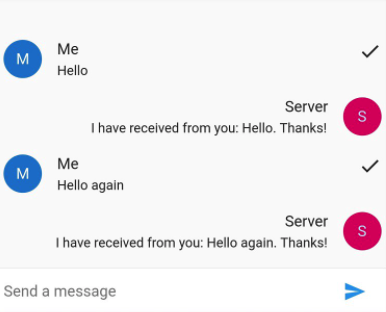 Me
M
Hello
Server
S
I have received from you: Hello. Thanks!
Me
M
Hello again
Server
S
I have received from you: Hello again. Thanks!
Send a message